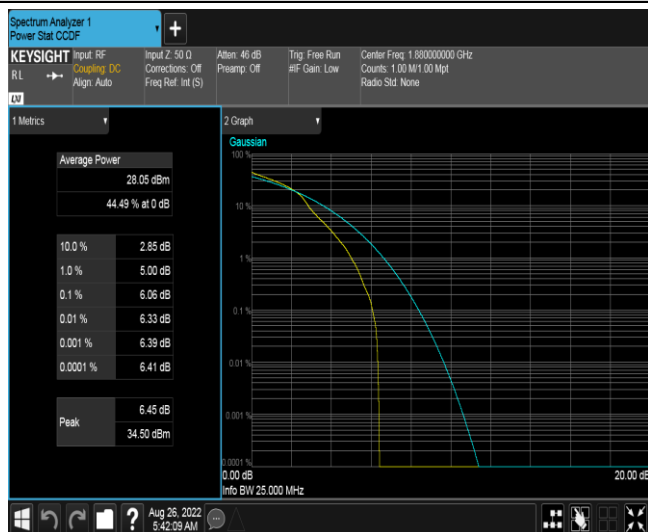 Spectrum Analyzer 1
Power Stat CCDF
+
KEYSIGHT
RL
LXI
Input: RF
Coupling: DC
Align: Auto
Input Z: 50 Ω
Corrections: Off
Freq Ref: Int (S)
Atten: 46 dB
Preamp: Off
Trig: Free Run
#IF Gain: Low
Center Freq: 1.880000000 GHz
Counts: 1.00 M/1.00 Mpt
Radio Std: None
1 Metrics
Average Power
28.05 dBm
44.49 % at 0 dB
10.0 % 2.85 dB
1.0 % 5.00 dB
0.1 % 6.06 dB
0.01 % 6.33 dB
0.001 % 6.39 dB
0.0001 % 6.41 dB
Peak
6.45 dB
34.50 dBm
2 Graph
Gaussian
100 %
10 %
1 %
0.1 %
0.01 %
0.001 %
0.0001 %
0.00 dB 20.00 dB
Info BW 25.000 MHz
?
Aug 26, 2022
5:42:09 AM